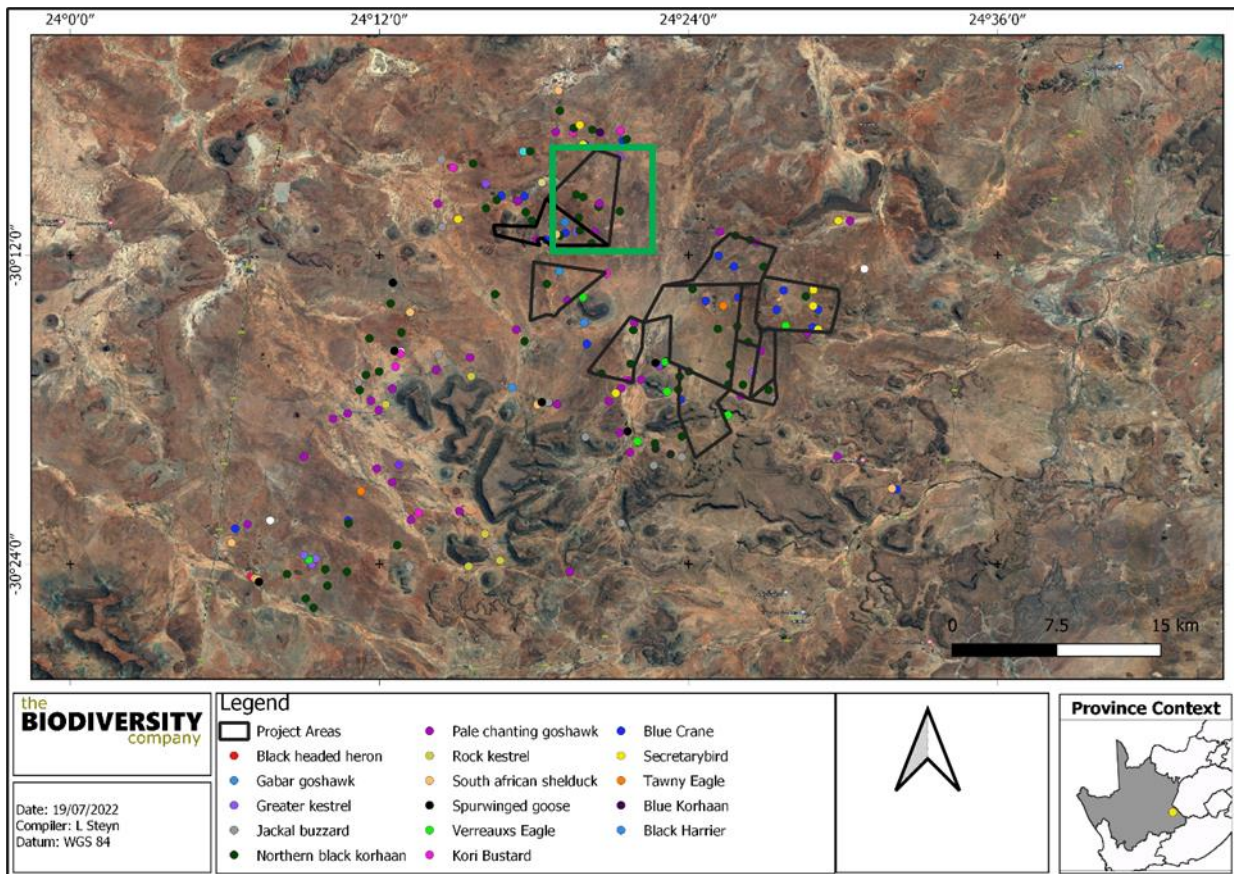 24°0'0" 24°12'0" 24°24'0" 24°36'0"
-30°12'0"
-30°24'0"
0 7.5 15 km
the
BIODIVERSITY
company
Date: 19/07/2022
Compiler: L Steyn
Datum: WGS 84
Legend
Project Areas
Black headed heron
Gabar goshawk
Greater kestrel
Jackal buzzard
Northern black korhaan
Pale chanting goshawk
Rock kestrel
South african shelduck
Spurwinged goose
Verreauxs Eagle
Kori Bustard
Blue Crane
Secretarybird
Tawny Eagle
Blue Korhaan
Black Harrier
Province Context